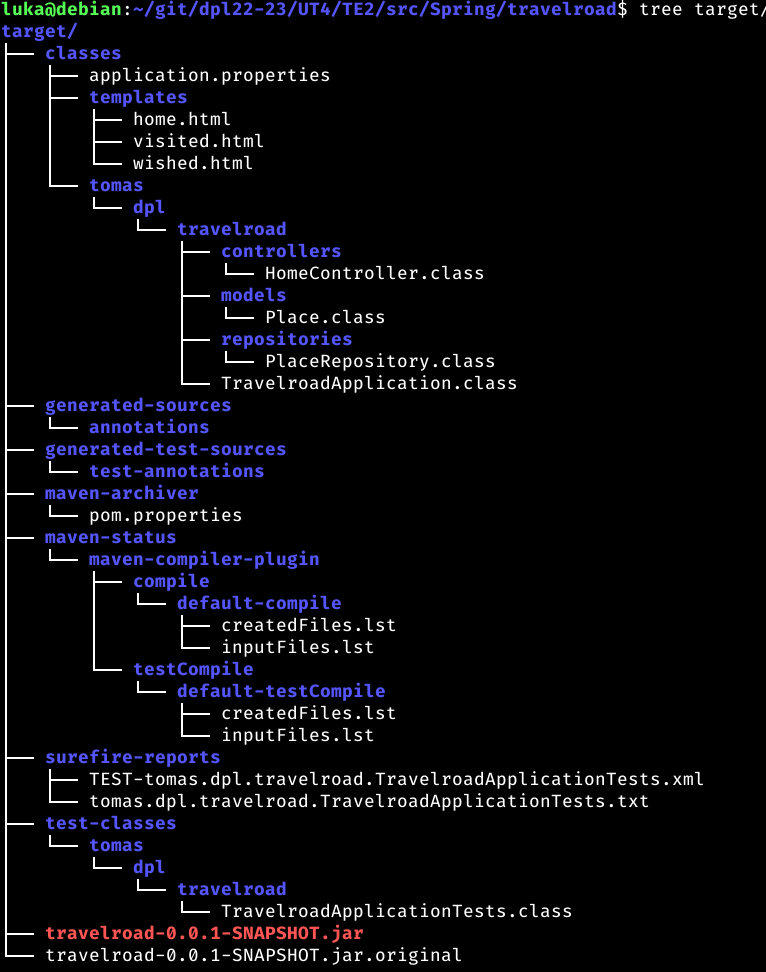 luka@debian:~/git/dpl22-23/UT4/TE2/src/Spring/travelroad$ tree target/
target/
├── classes
│   ├── application.properties
│   ├── templates
│   │   ├── home.html
│   │   ├── visited.html
│   │   └── wished.html
│   └── tomas
│       └── dpl
│           └── travelroad
│               ├── controllers
│               │   └── HomeController.class
│               ├── models
│               │   └── Place.class
│               ├── repositories
│               │   └── PlaceRepository.class
│               └── TravelroadApplication.class
├── generated-sources
│   └── annotations
├── generated-test-sources
│   └── test-annotations
├── maven-archiver
│   └── pom.properties
├── maven-status
│   └── maven-compiler-plugin
│       ├── compile
│       │   └── default-compile
│       │       ├── createdFiles.lst
│       │       └── inputFiles.lst
│       └── testCompile
│           └── default-testCompile
│               ├── createdFiles.lst
│               └── inputFiles.lst
├── surefire-reports
│   ├── TEST-tomas.dpl.travelroad.TravelroadApplicationTests.xml
│   └── tomas.dpl.travelroad.TravelroadApplicationTests.txt
├── test-classes
│   └── tomas
│       └── dpl
│           └── travelroad
│               └── TravelroadApplicationTests.class
├── travelroad-0.0.1-SNAPSHOT.jar
└── travelroad-0.0.1-SNAPSHOT.jar.original